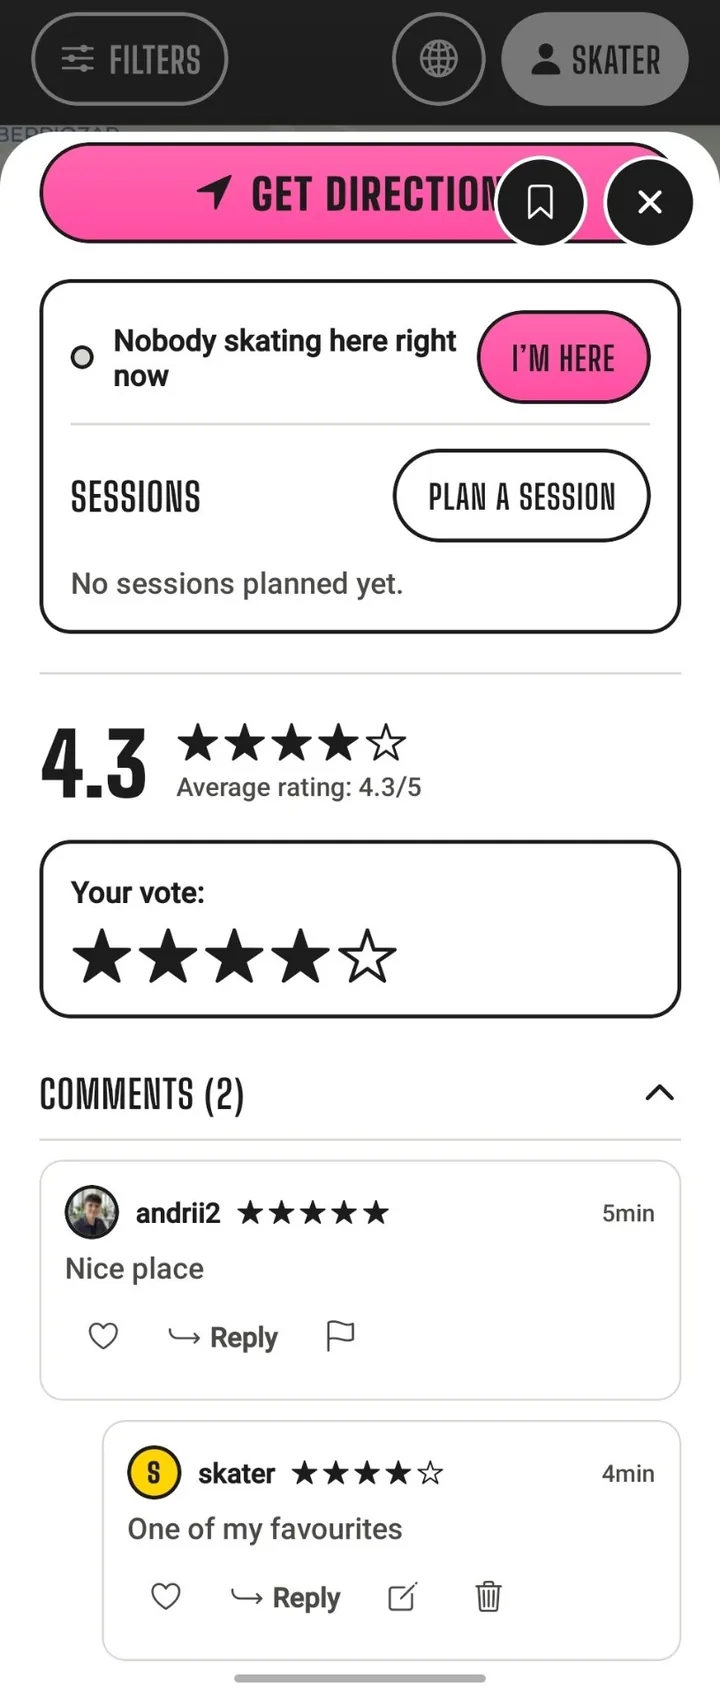 FILTERS
SKATER
GET DIRECTION
Nobody skating here right
now
I'M HERE
SESSIONS
PLAN A SESSION
No sessions planned yet.
4.3
Average rating: 4.3/5
Your vote:
COMMENTS (2)
andrii2
5min
Nice place
Reply
S
skater
4min
One of my favourites
Reply